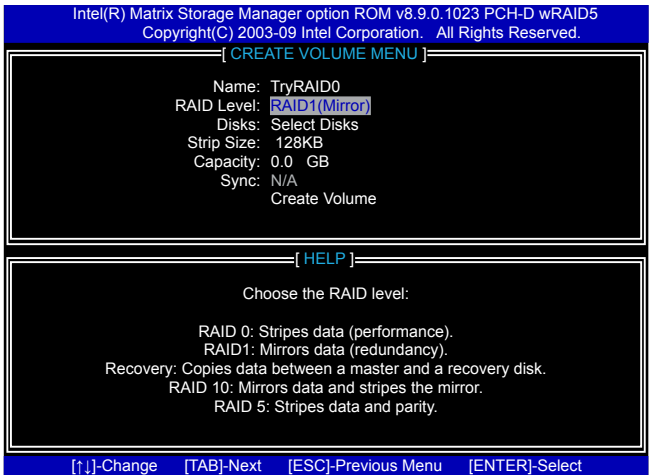 Intel(R) Matrix Storage Manager option ROM v8.9.0.1023 PCH-D wRAID5
Copyright(C) 2003-09 Intel Corporation. All Rights Reserved.
[ CREATE VOLUME MENU ]
Name: TryRAID0
RAID Level: RAID1(Mirror)
Disks: Select Disks
Strip Size: 128KB
Capacity: 0.0 GB
Sync: N/A
Create Volume
[ HELP ]
Choose the RAID level:
RAID 0: Stripes data (performance).
RAID1: Mirrors data (redundancy).
Recovery: Copies data between a master and a recovery disk.
RAID 10: Mirrors data and stripes the mirror.
RAID 5: Stripes data and parity.
[↑↓]-Change [TAB]-Next [ESC]-Previous Menu [ENTER]-Select